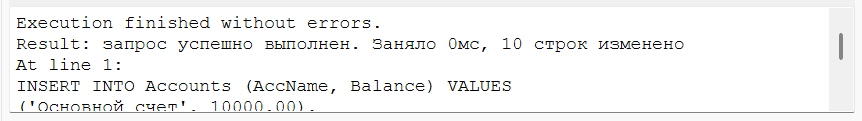 Execution finished without errors.
Result: запрос успешно выполнен. Заняло 0мс, 10 строк изменено
At line 1:
INSERT INTO Accounts (AccName, Balance) VALUES
('Основной счет', 10000.00),